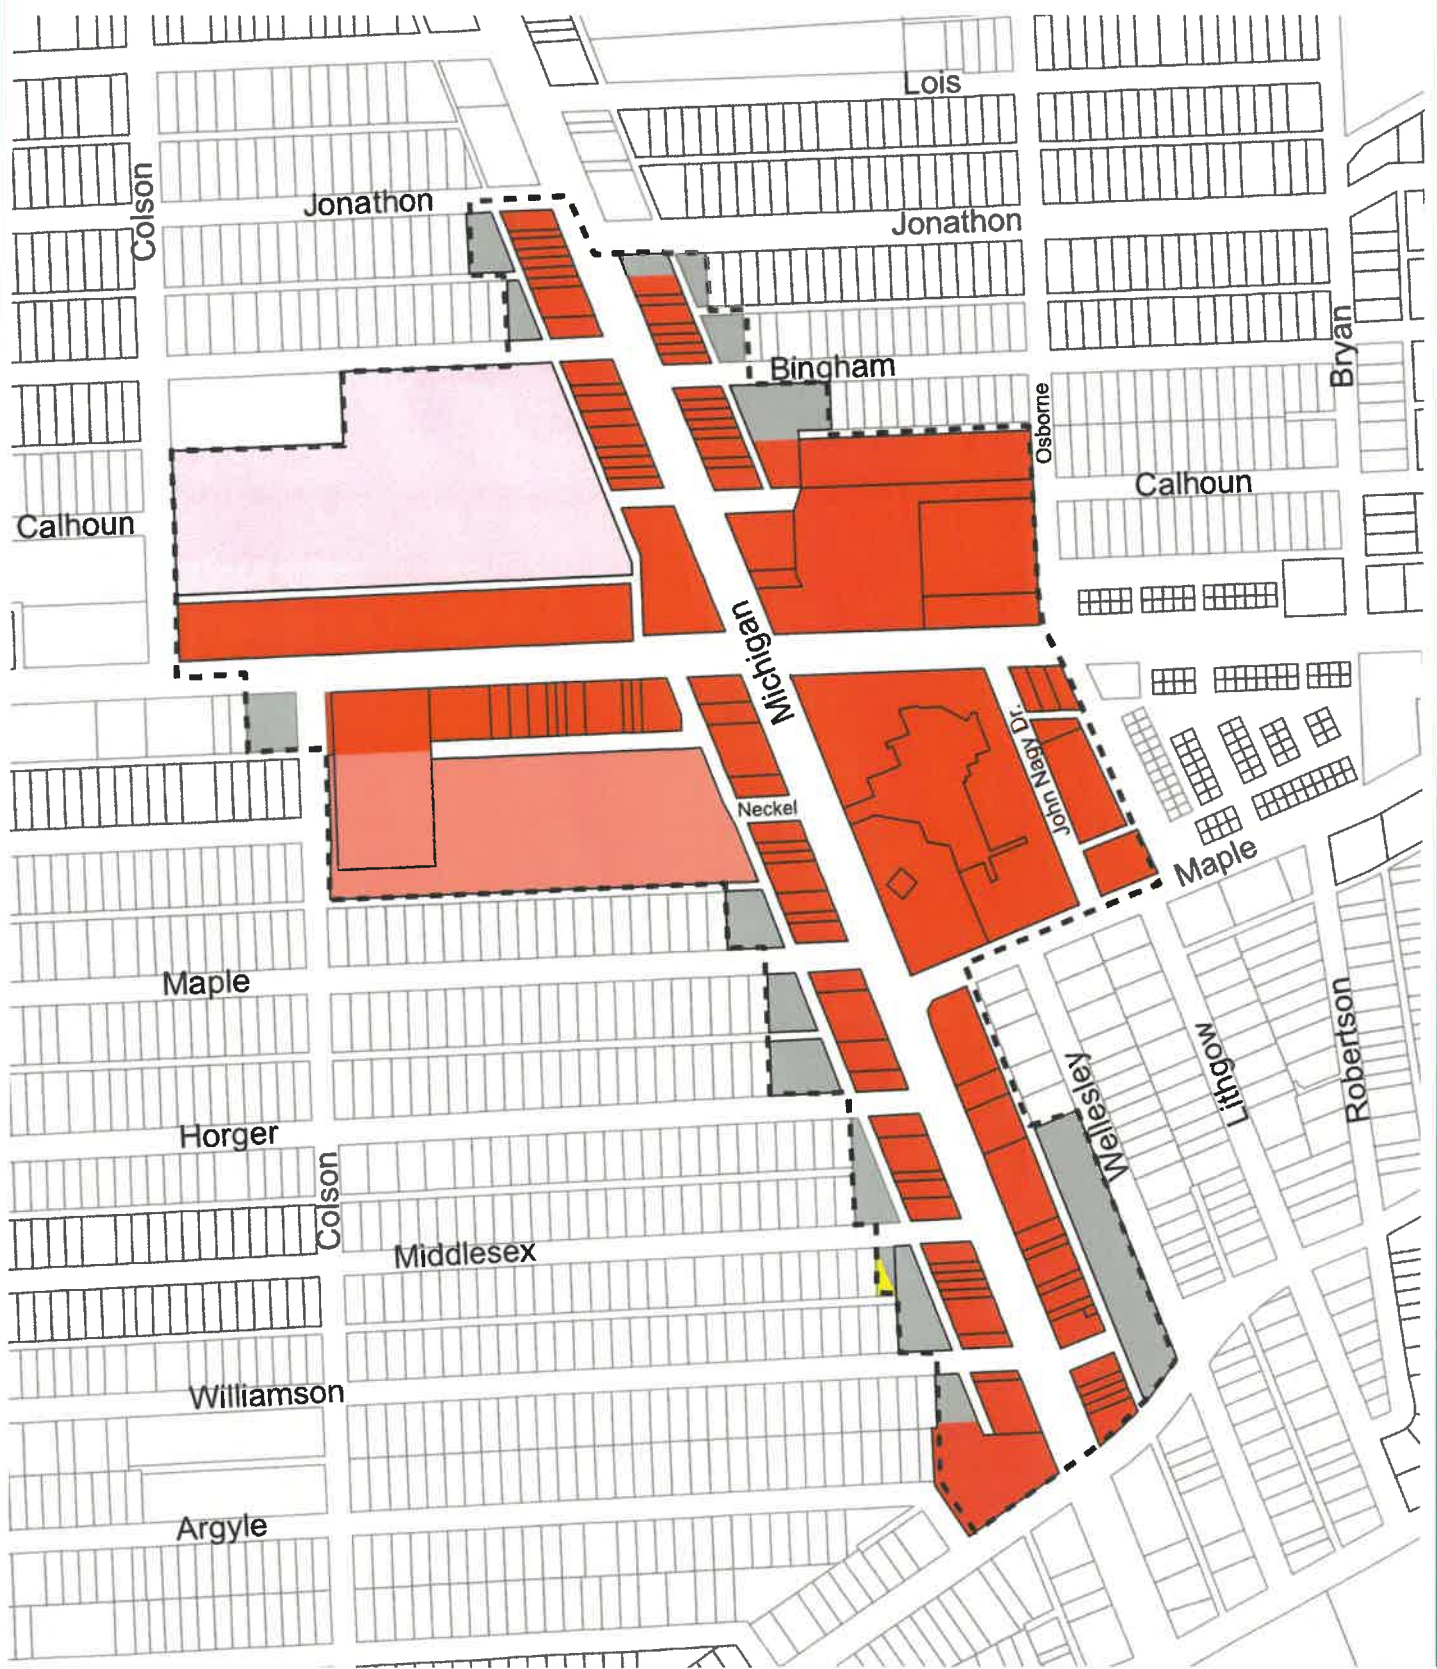 Lois
Colson
Jonathon
Jonathon
Bryan
Bingham
Osborne
Calhoun
Calhoun
Michigan
John Nagy Dr.
Neckel
Maple
Maple
Robertson
Lithgow
Wellesley
Horger
Colson
Middlesex
Williamson
Argyle